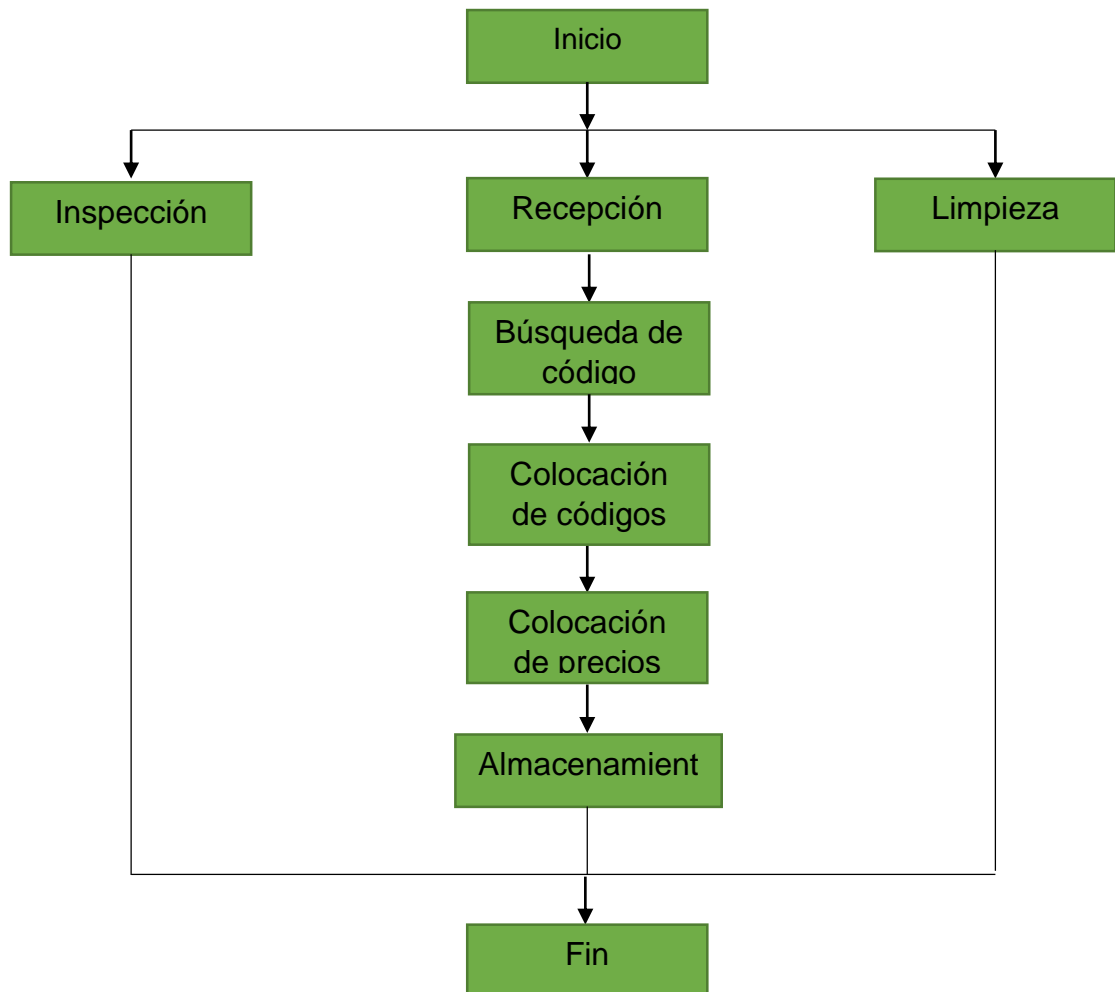 Inicio
Inspección
Recepción
Limpieza
Búsqueda de
código
Colocación
de códigos
Colocación
de precios
Almacenamient
Fin